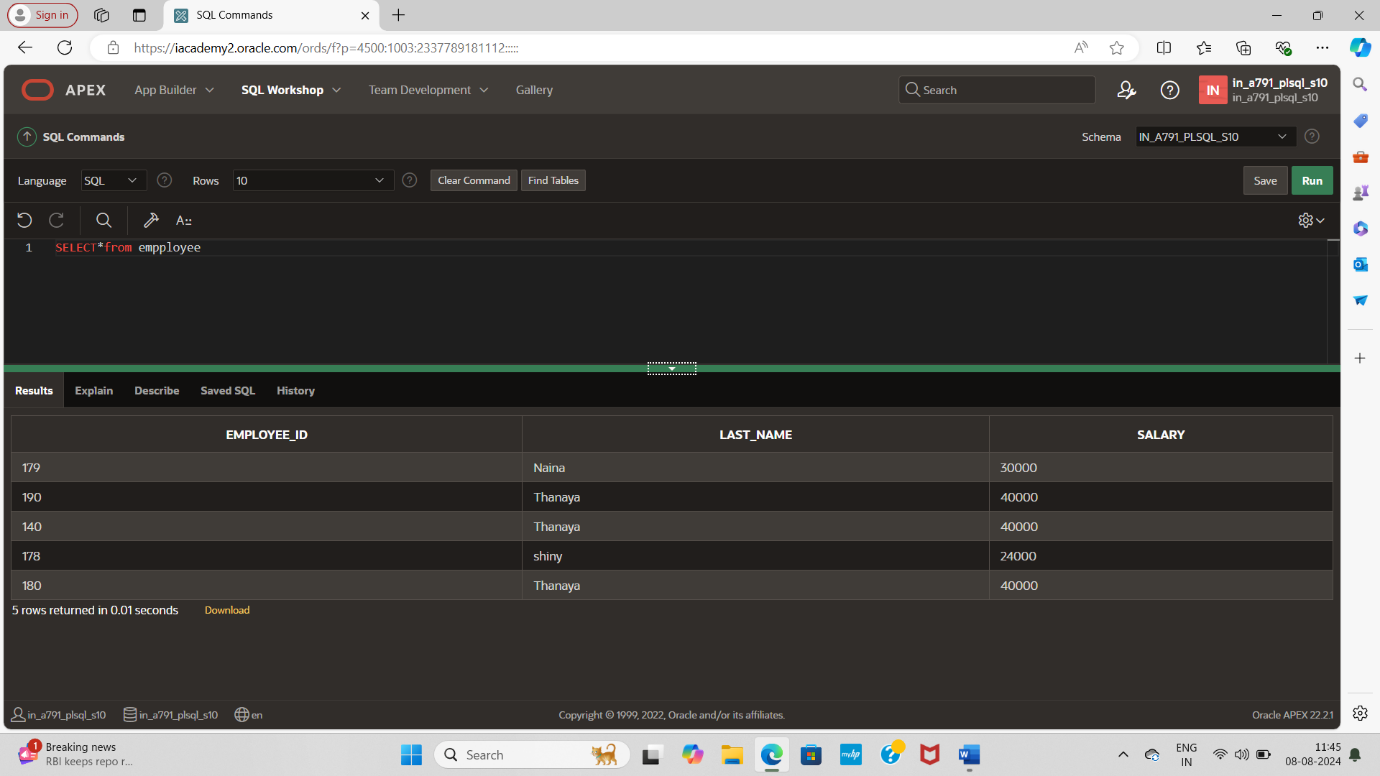 Sign in
SQL Commands
https://iacademy2.oracle.com/ords/f?p=4500:1003:2337789181112:::::
APEX App Builder SQL Workshop Team Development Gallery Search IN in_a791_plsql_s10
in_a791_plsql_s10
SQL Commands Schema IN_A791_PLSQL_S10
Language SQL Rows 10 Clear Command Find Tables Save Run
A::
1 SELECT*from empployee
Results Explain Describe Saved SQL History
EMPLOYEE_ID LAST_NAME SALARY
179 Naina 30000
190 Thanaya 40000
140 Thanaya 40000
178 shiny 24000
180 Thanaya 40000
5 rows returned in 0.01 seconds Download
in_a791_plsql_s10 in_a791_plsql_s10 en Copyright © 1999, 2022, Oracle and/or its affiliates. Oracle APEX 22.2.1
1 Breaking news
RBI keeps repo r...
Search
myhp
ENG
IN
11:45
08-08-2024